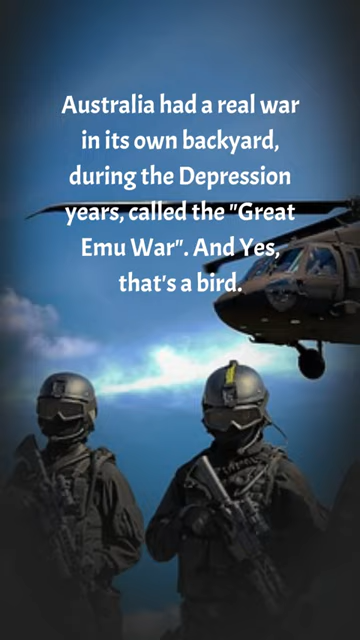 Australia had a real war
in its own backyard,
during the Depression
years, called the "Great
Emu War". And Yes,
that's a bird.